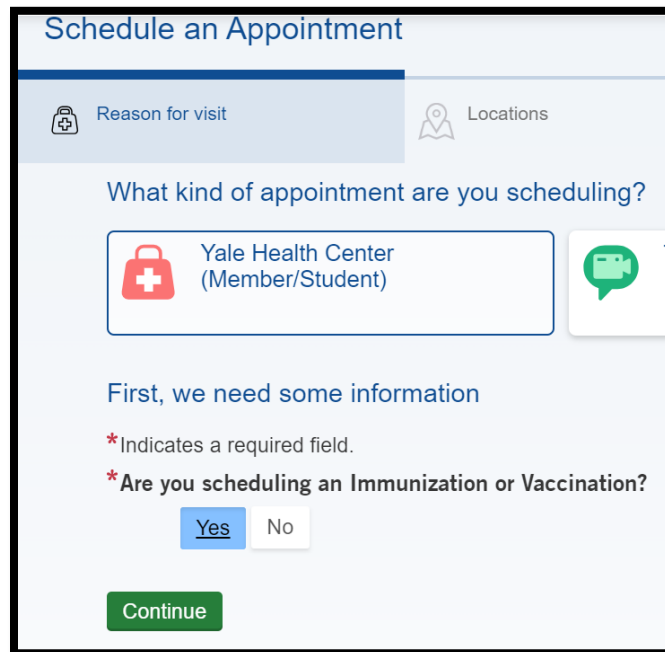 Schedule an Appointment
Reason for visit
Locations
What kind of appointment are you scheduling?
Yale Health Center
(Member/Student)
First, we need some information
*Indicates a required field.
*Are you scheduling an Immunization or Vaccination?
Yes No
Continue